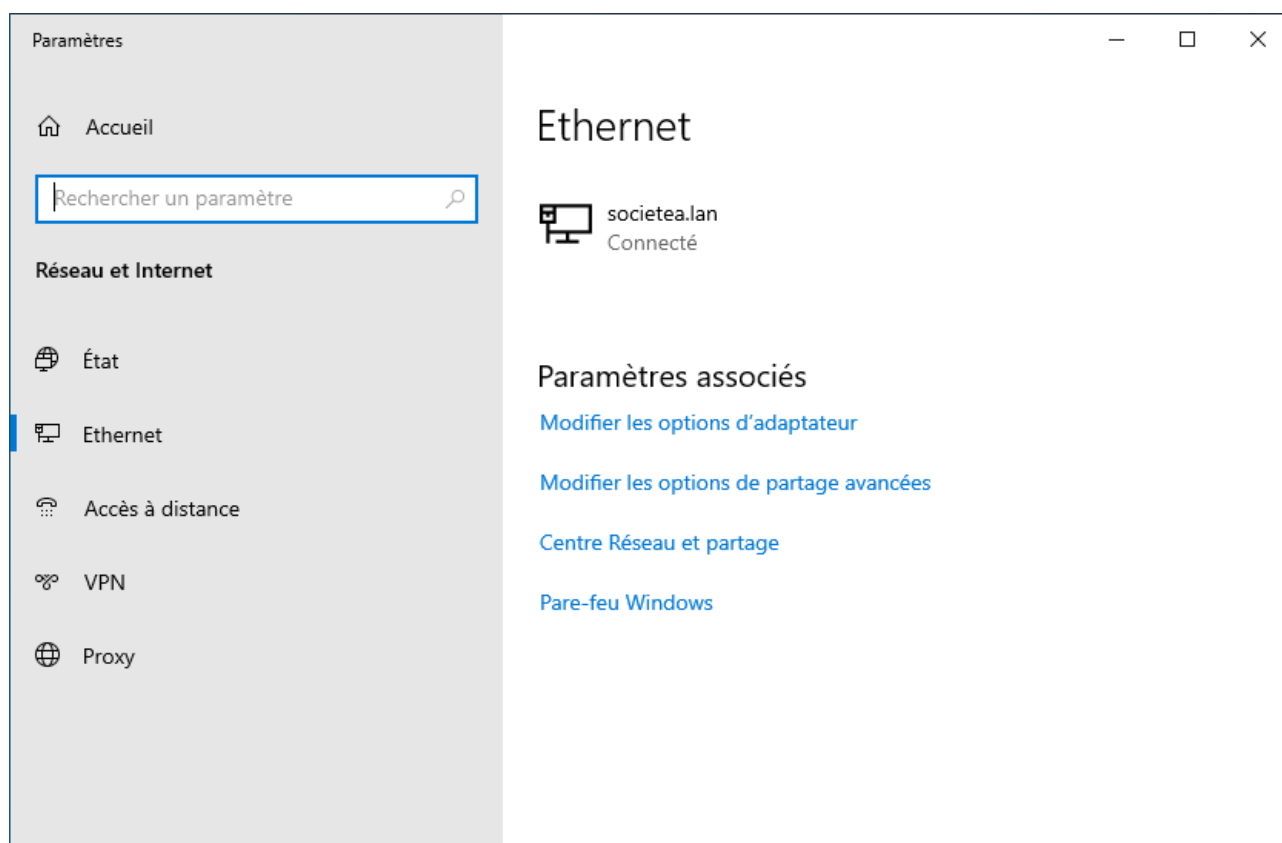 Paramètres
Accueil
Rechercher un paramètre
Réseau et Internet
État
Ethernet
Accès à distance
VPN
Proxy
Ethernet
societea.lan
Connecté
Paramètres associés
Modifier les options d’adaptateur
Modifier les options de partage avancées
Centre Réseau et partage
Pare-feu Windows